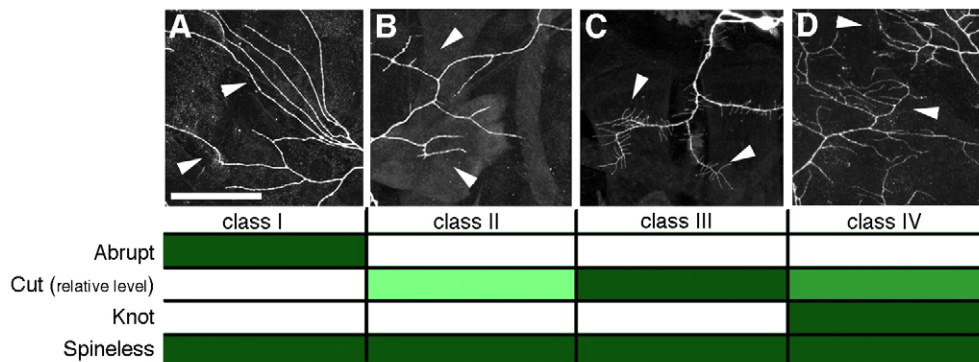 A B C D
class I class II class III class IV
Abrupt
Cut (relative level)
Knot
Spineless